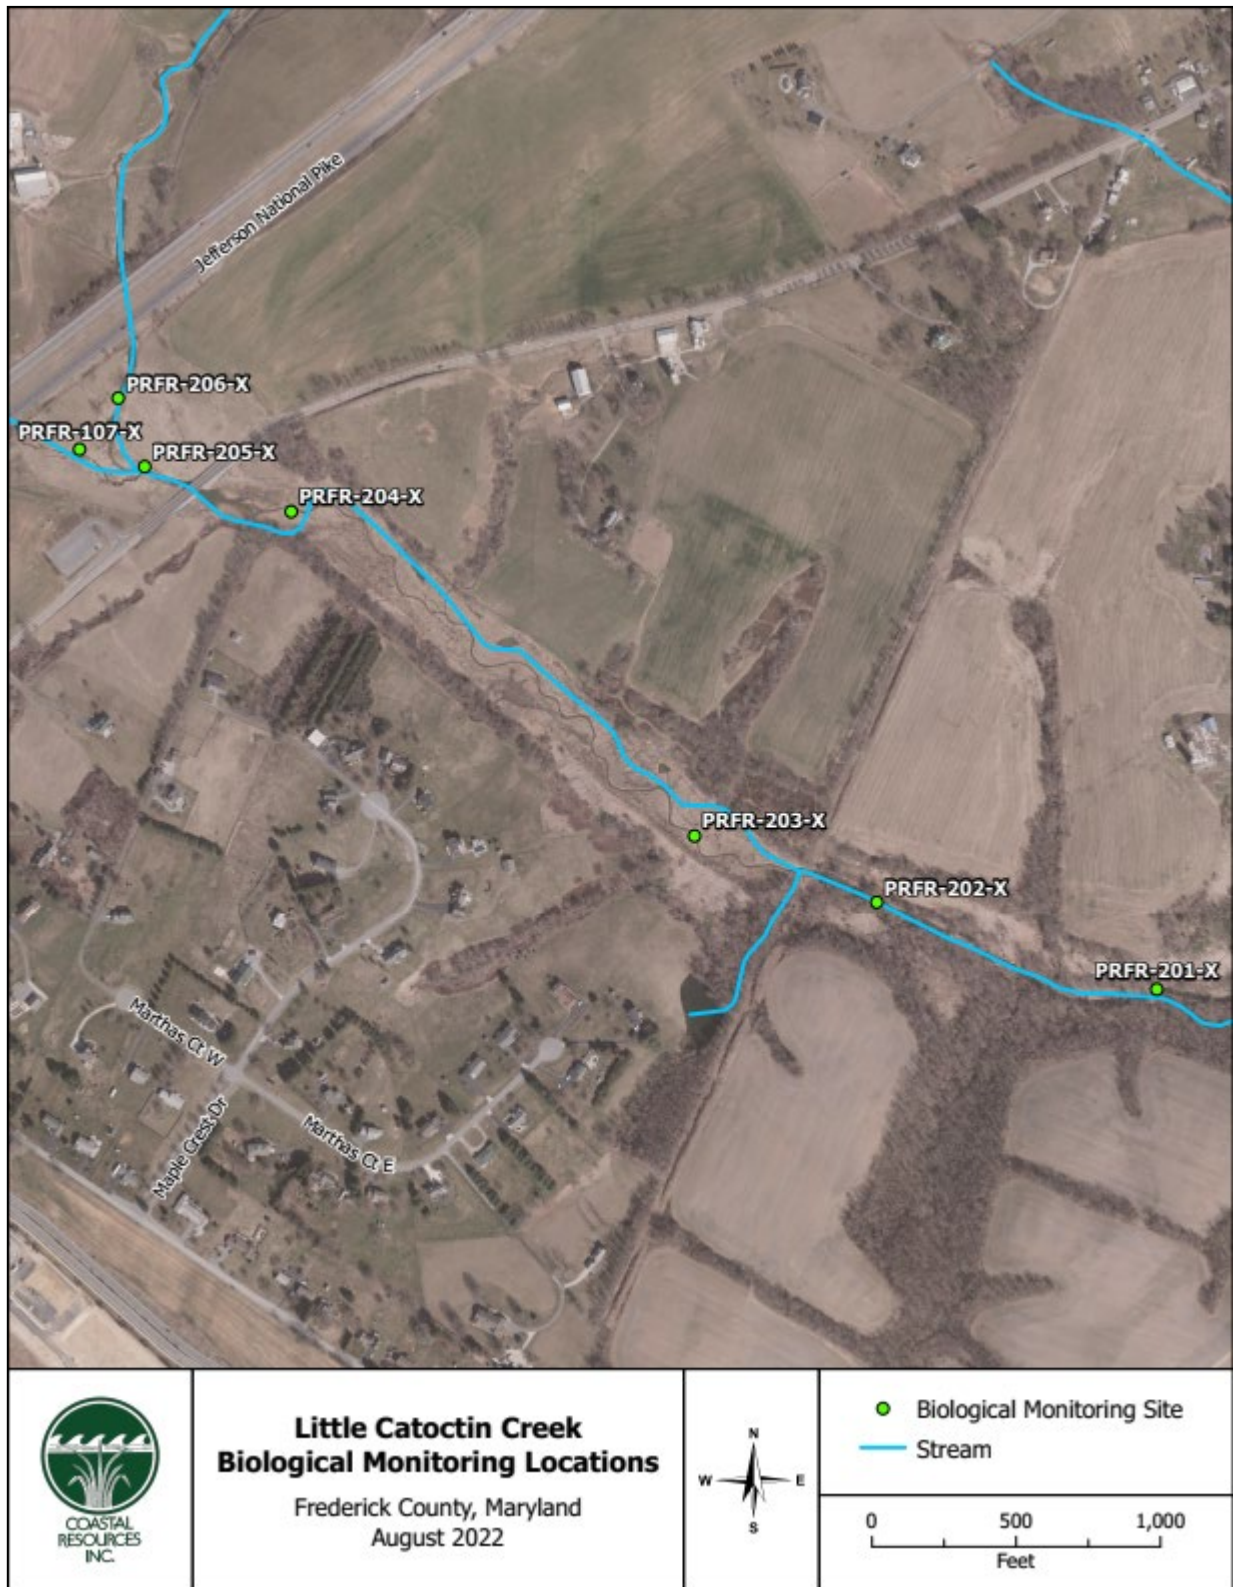 Jefferson National Pike
PRFR-206-X
PRFR-107-X
PRFR-205-X
PRFR-204-X
PRFR-203-X
PRFR-202-X
PRFR-201-X
Marthas Ct W
Marthas Ct E
Maple Crest Dr
COASTAL
RESOURCES
INC.
Little Catoctin Creek
Biological Monitoring Locations
Frederick County, Maryland
August 2022
N
W E
S
Biological Monitoring Site
Stream
0 500 1,000
Feet